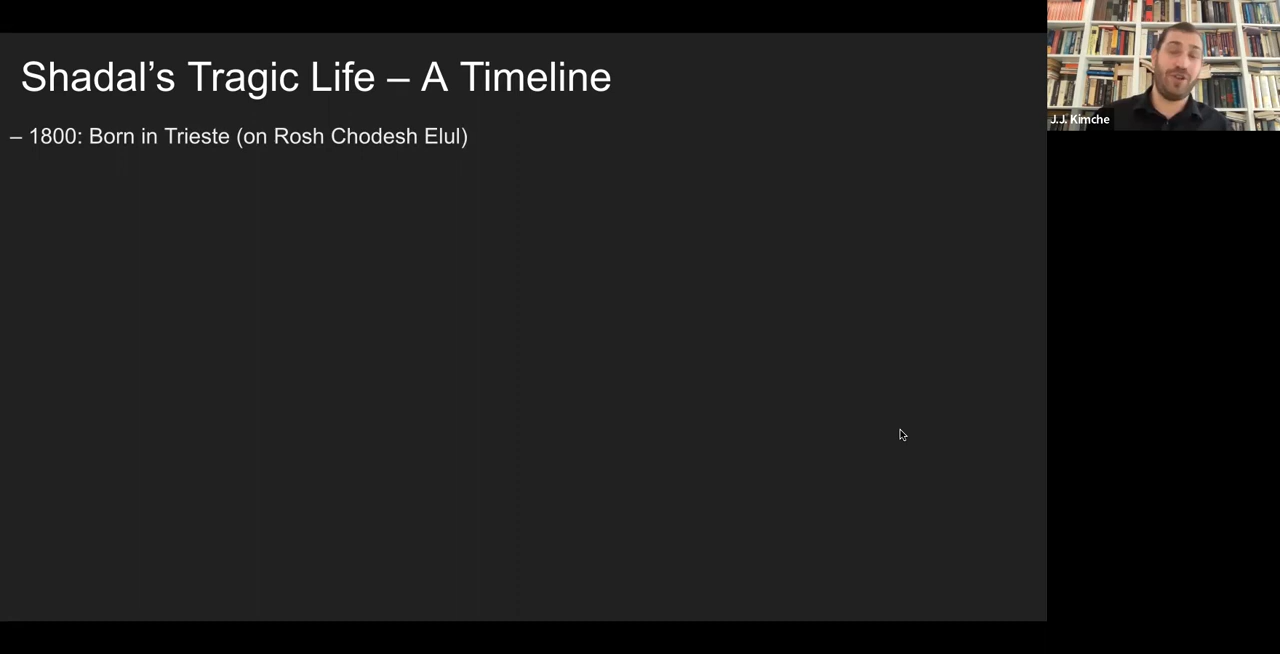 Shadal’s Tragic Life – A Timeline
– 1800: Born in Trieste (on Rosh Chodesh Elul)
J.J. Kimche